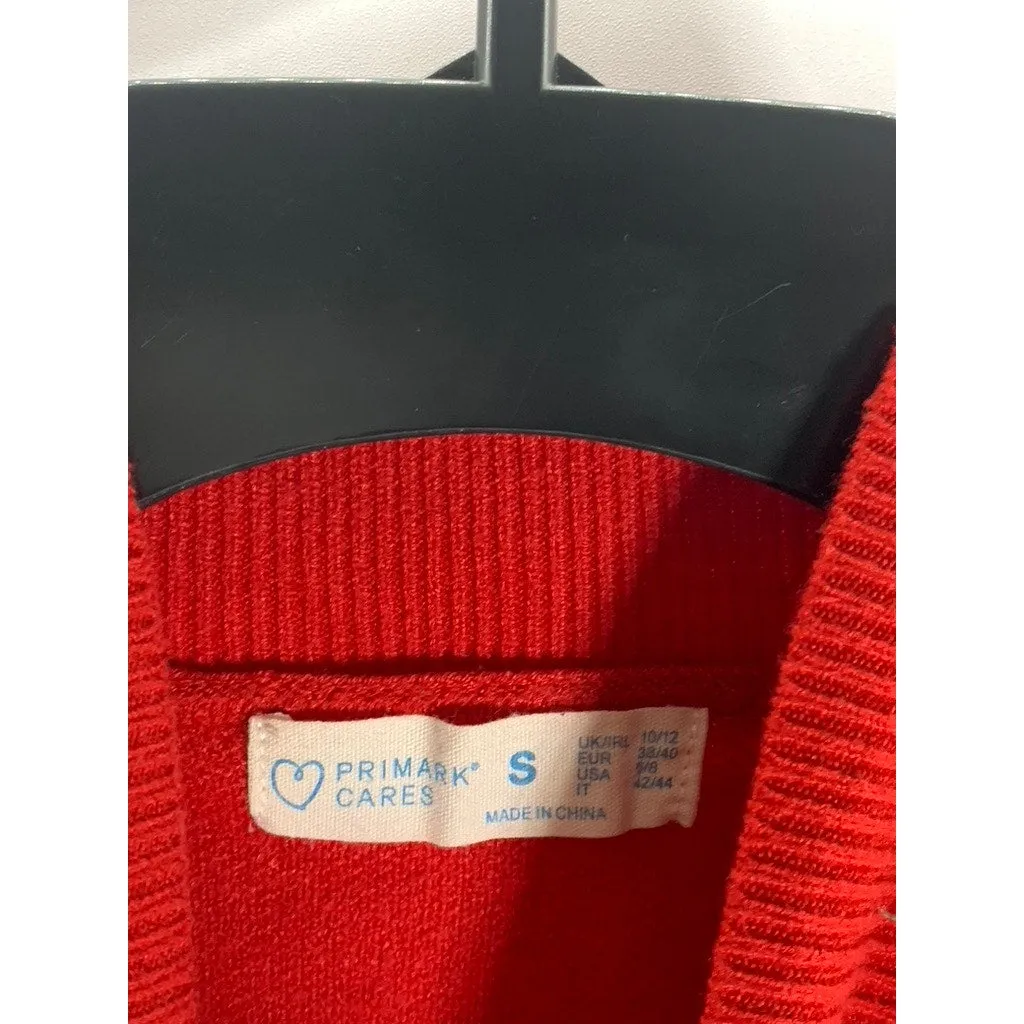 PRIMARK®
CARES
S
UK/IRL 10/12
EUR 38/40
USA 6/8
IT 42/44
MADE IN CHINA